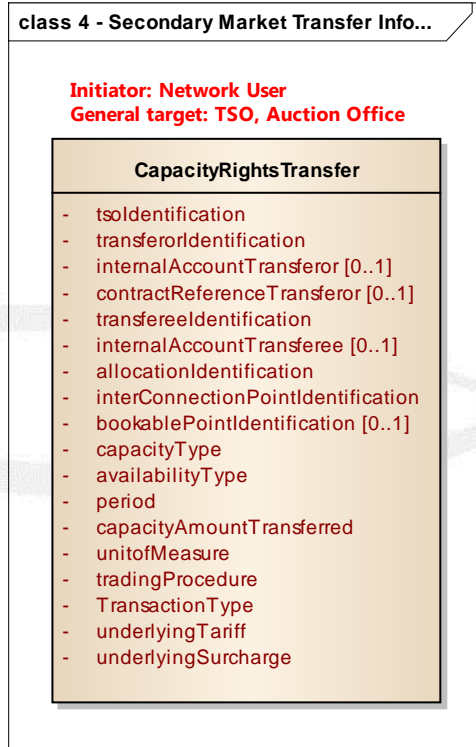 class 4 - Secondary Market Transfer Info...
Initiator: Network User
General target: TSO, Auction Office
CapacityRightsTransfer
- tsoIdentification
- transferorIdentification
- internalAccountTransferor [0..1]
- contractReferenceTransferor [0..1]
- transfereeIdentification
- internalAccountTransferee [0..1]
- allocationIdentification
- interConnectionPointIdentification
- bookablePointIdentification [0..1]
- capacityType
- availabilityType
- period
- capacityAmountTransferred
- unitofMeasure
- tradingProcedure
- TransactionType
- underlyingTariff
- underlyingSurcharge